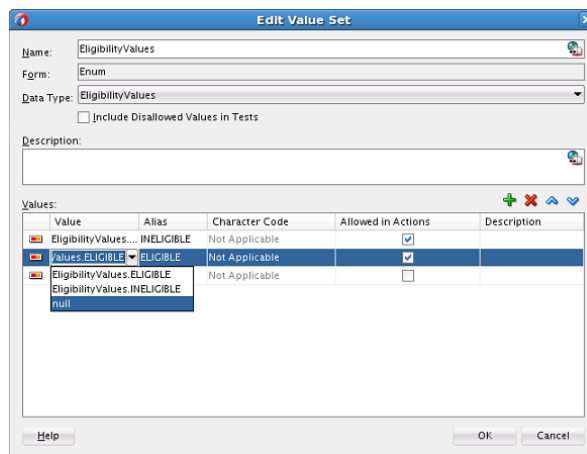 Edit Value Set
Name: EligibilityValues
Form: Enum
Data Type: EligibilityValues
Include Disallowed Values in Tests
Description:
Values:
Value Alias Character Code Allowed in Actions Description
EligibilityValues.... INELIGIBLE Not Applicable
/alues.ELIGIBLE ELIGIBLE Not Applicable
EligibilityValues.ELIGIBLE Not Applicable
EligibilityValues.INELIGIBLE
null
Help OK Cancel